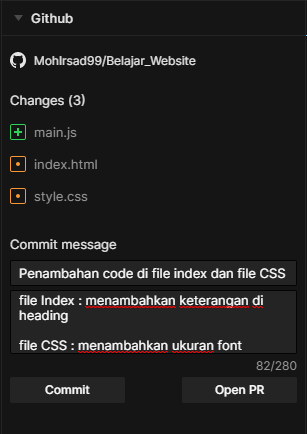 Github
MohIrsad99/Belajar_Website
Changes (3)
main.js
index.html
style.css
Commit message
Penambahan code di file index dan file CSS
file Index : menambahkan keterangan di
heading
file CSS : menambahkan ukuran font
82/280
Commit
Open PR